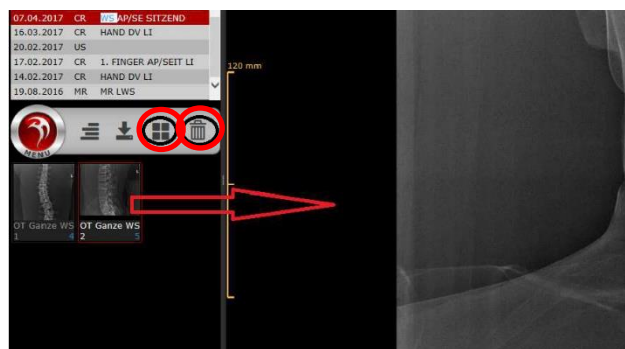 07.04.2017 CR WS AP/SE SITZEND
16.03.2017 CR HAND DV LI
20.02.2017 US
17.02.2017 CR 1. FINGER AP/SEIT LI
14.02.2017 CR HAND DV LI
19.08.2016 MR MR LWS
120 mm
MENU
OT Ganze WS OT Ganze WS
1 4 2 5